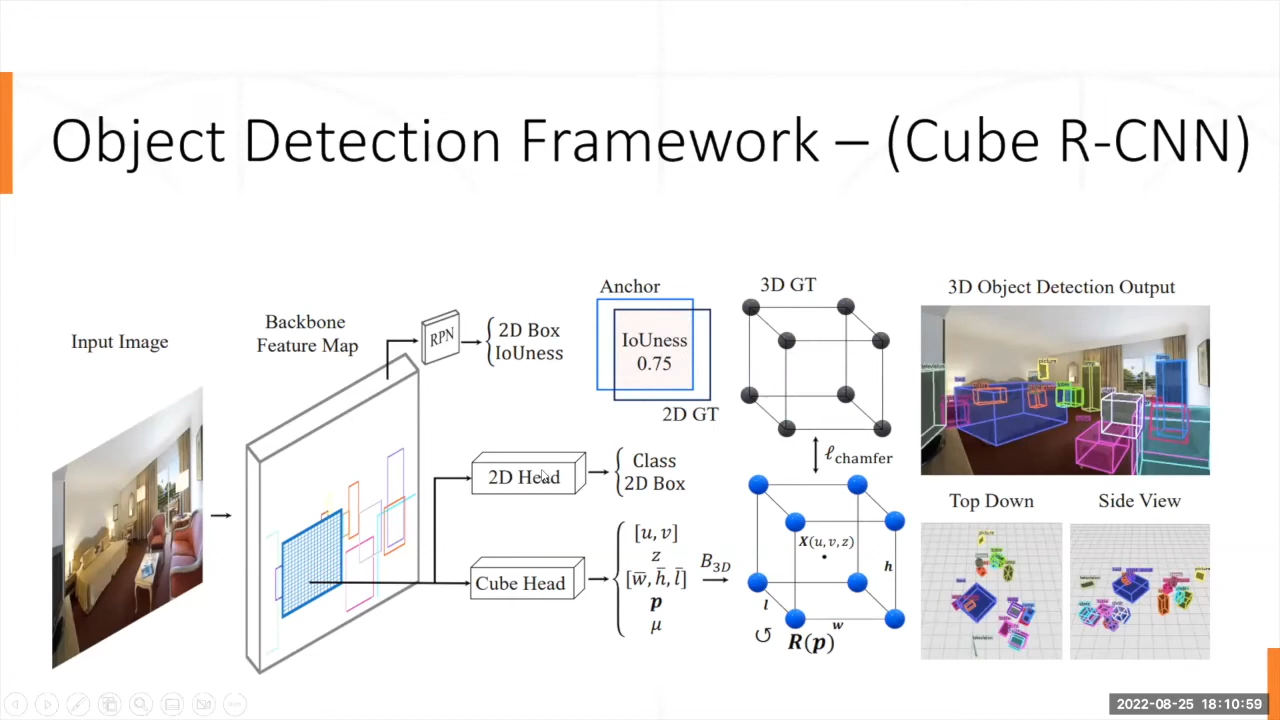 Object Detection Framework – (Cube R-CNN)
Input Image
Backbone
Feature Map
RPN
2D Box
IoUness
Anchor
IoUness
0.75
2D GT
3D GT
ℓchamfer
2D Head
Class
2D Box
Cube Head
[u, v]
z
[w̄, h̄, l̄]
p
μ
B3D
X(u, v, z)
h
l
w
R(p)
3D Object Detection Output
picture
Top Down
Side View
2022-08-25 18:10:59